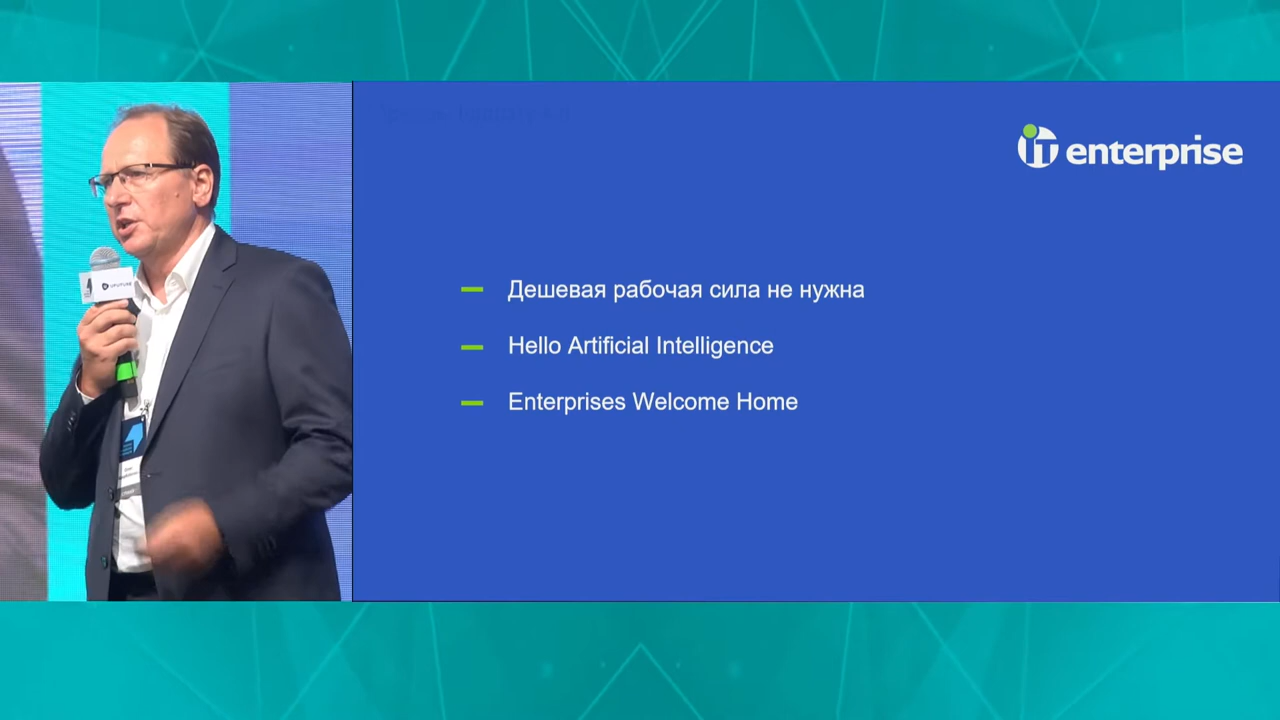 IT enterprise
Дешевая рабочая сила не нужна
Hello Artificial Intelligence
Enterprises Welcome Home